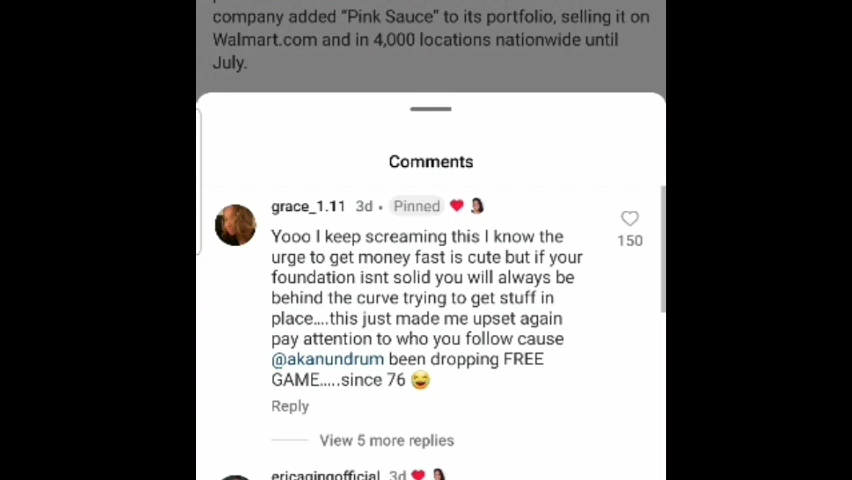 company added “Pink Sauce” to its portfolio, selling it on
Walmart.com and in 4,000 locations nationwide until
July.
Comments
grace_1.11 3d • Pinned
Yooo I keep screaming this I know the
urge to get money fast is cute but if your
foundation isnt solid you will always be
behind the curve trying to get stuff in
place....this just made me upset again
pay attention to who you follow cause
@akanundrum been dropping FREE
GAME.....since 76 😂
150
Reply
View 5 more replies
ericagingofficial 3d